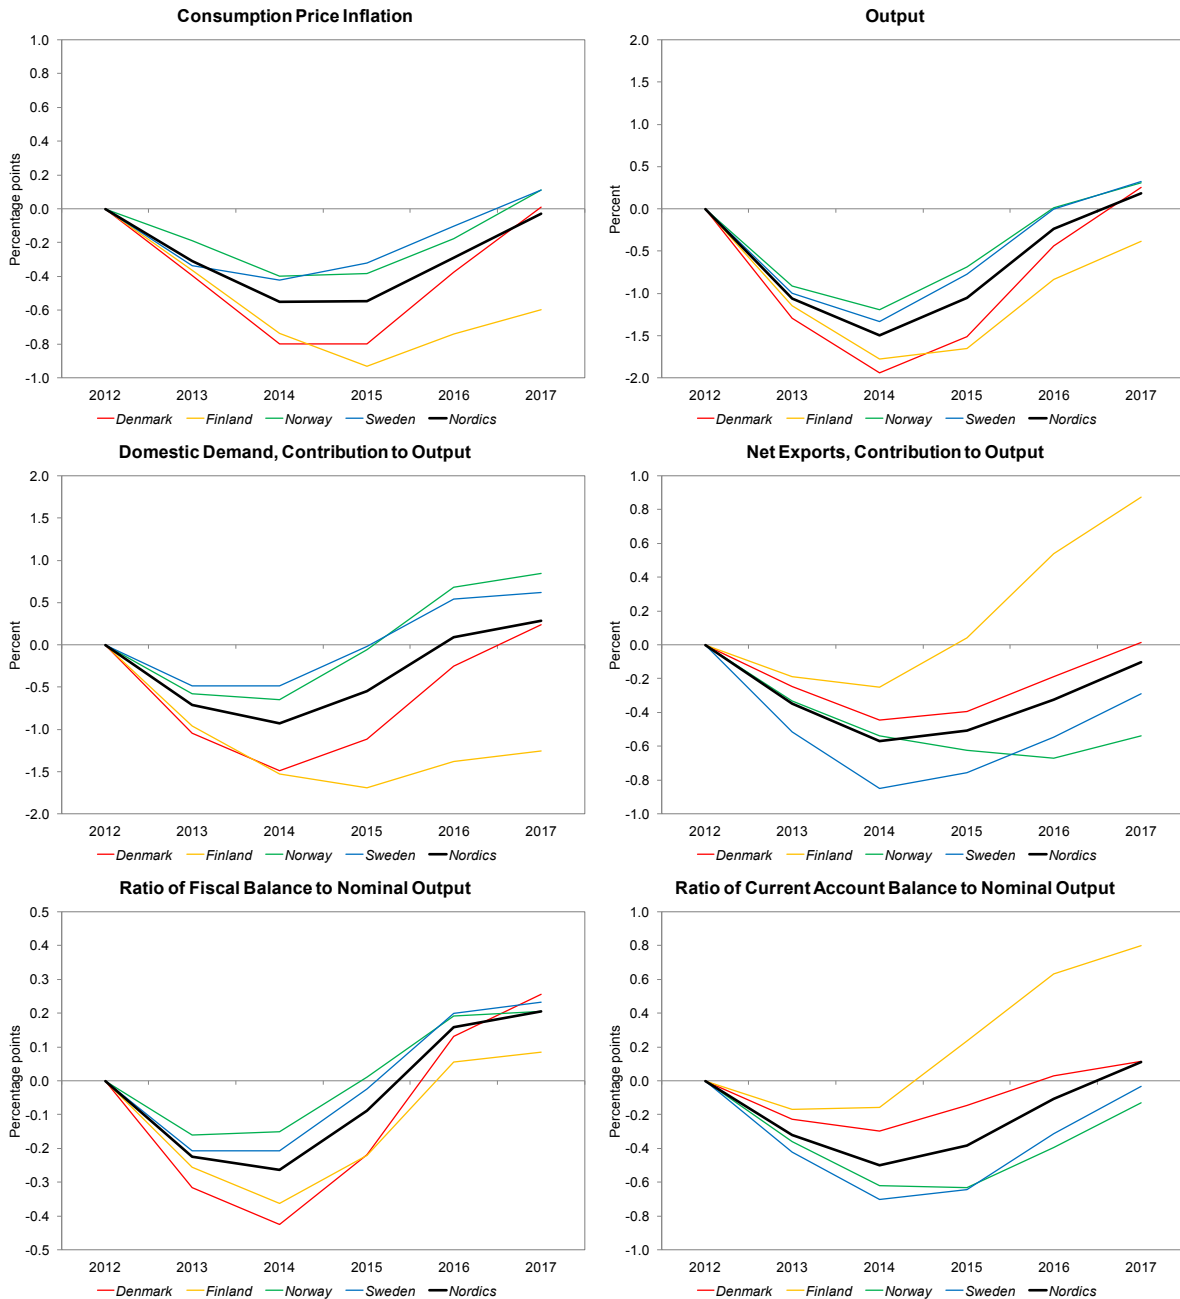 Consumption Price Inflation
Percentage points
1.0
0.8
0.6
0.4
0.2
0.0
-0.2
-0.4
-0.6
-0.8
-1.0
2012 2013 2014 2015 2016 2017
Denmark Finland Norway Sweden Nordics
Output
Percent
2.0
1.5
1.0
0.5
0.0
-0.5
-1.0
-1.5
-2.0
2012 2013 2014 2015 2016 2017
Denmark Finland Norway Sweden Nordics
Domestic Demand, Contribution to Output
Percent
2.0
1.5
1.0
0.5
0.0
-0.5
-1.0
-1.5
-2.0
2012 2013 2014 2015 2016 2017
Denmark Finland Norway Sweden Nordics
Net Exports, Contribution to Output
Percent
1.0
0.8
0.6
0.4
0.2
0.0
-0.2
-0.4
-0.6
-0.8
-1.0
2012 2013 2014 2015 2016 2017
Denmark Finland Norway Sweden Nordics
Ratio of Fiscal Balance to Nominal Output
Percentage points
0.5
0.4
0.3
0.2
0.1
0.0
-0.1
-0.2
-0.3
-0.4
-0.5
2012 2013 2014 2015 2016 2017
Denmark Finland Norway Sweden Nordics
Ratio of Current Account Balance to Nominal Output
Percentage points
1.0
0.8
0.6
0.4
0.2
0.0
-0.2
-0.4
-0.6
-0.8
-1.0
2012 2013 2014 2015 2016 2017
Denmark Finland Norway Sweden Nordics